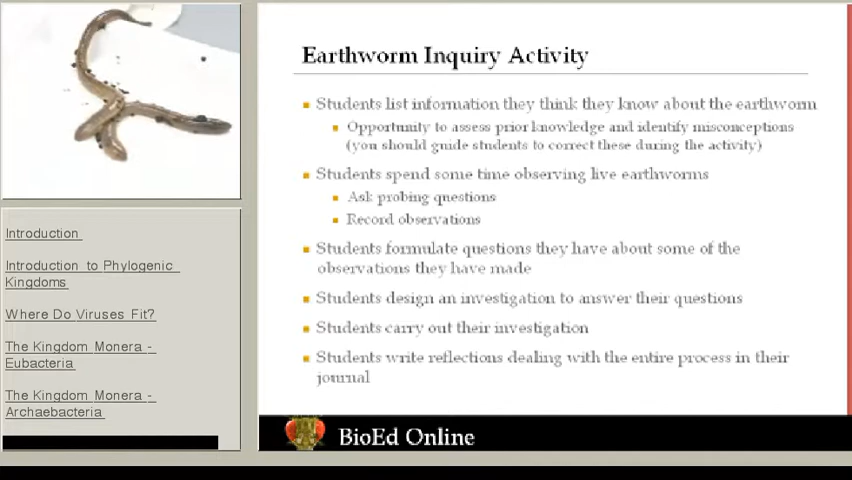 Earthworm Inquiry Activity
Students list information they think they know about the earthworm
Opportunity to assess prior knowledge and identify misconceptions
(you should guide students to correct these during the activity)
Students spend some time observing live earthworms
Ask probing questions
Record observations
Students formulate questions they have about some of the
observations they have made
Students design an investigation to answer their questions
Students carry out their investigation
Students write reflections dealing with the entire process in their
journal
BioEd Online
Introduction
Introduction to Phylogenic
Kingdoms
Where Do Viruses Fit?
The Kingdom Monera -
Eubacteria
The Kingdom Monera -
Archaebacteria